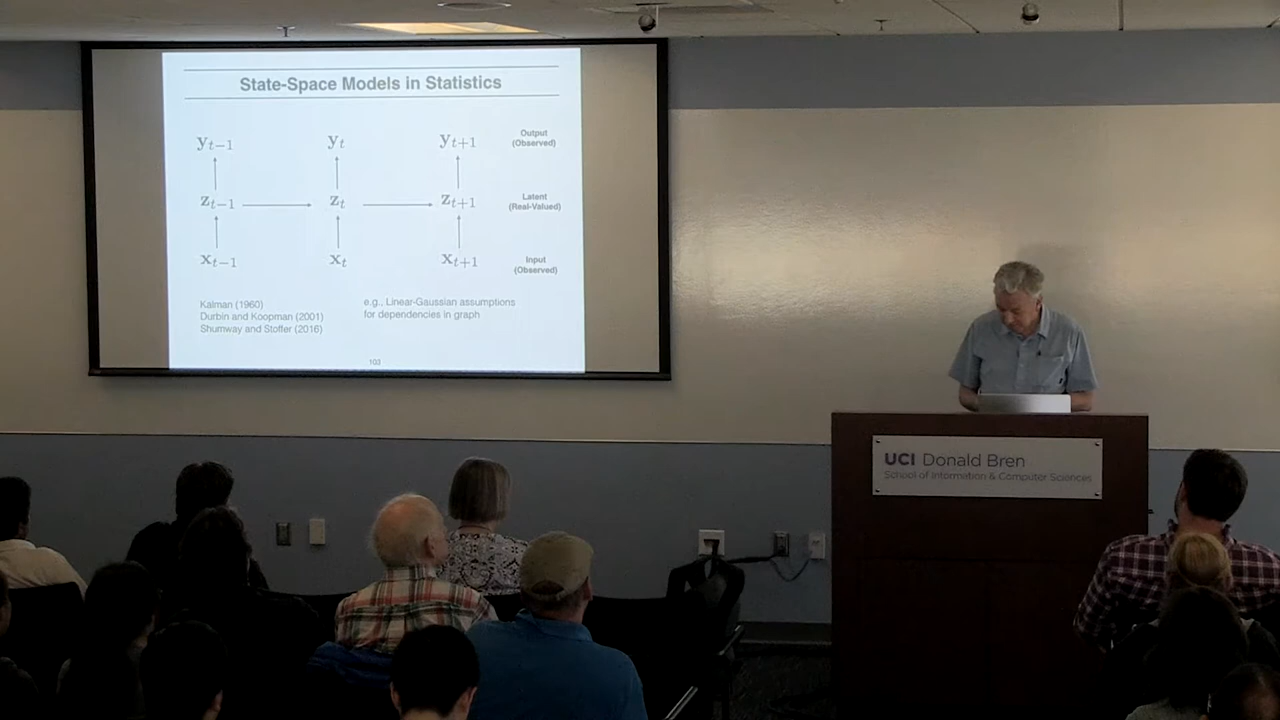 State-Space Models in Statistics
yt−1 yt yt+1 Output
(Observed)
zt−1 zt zt+1 Latent
(Real-Valued)
xt−1 xt xt+1 Input
(Observed)
Kalman (1960)
Durbin and Koopman (2001)
Shumway and Stoffer (2016)
e.g., Linear-Gaussian assumptions
for dependencies in graph
103
UCI Donald Bren
School of Information & Computer Sciences